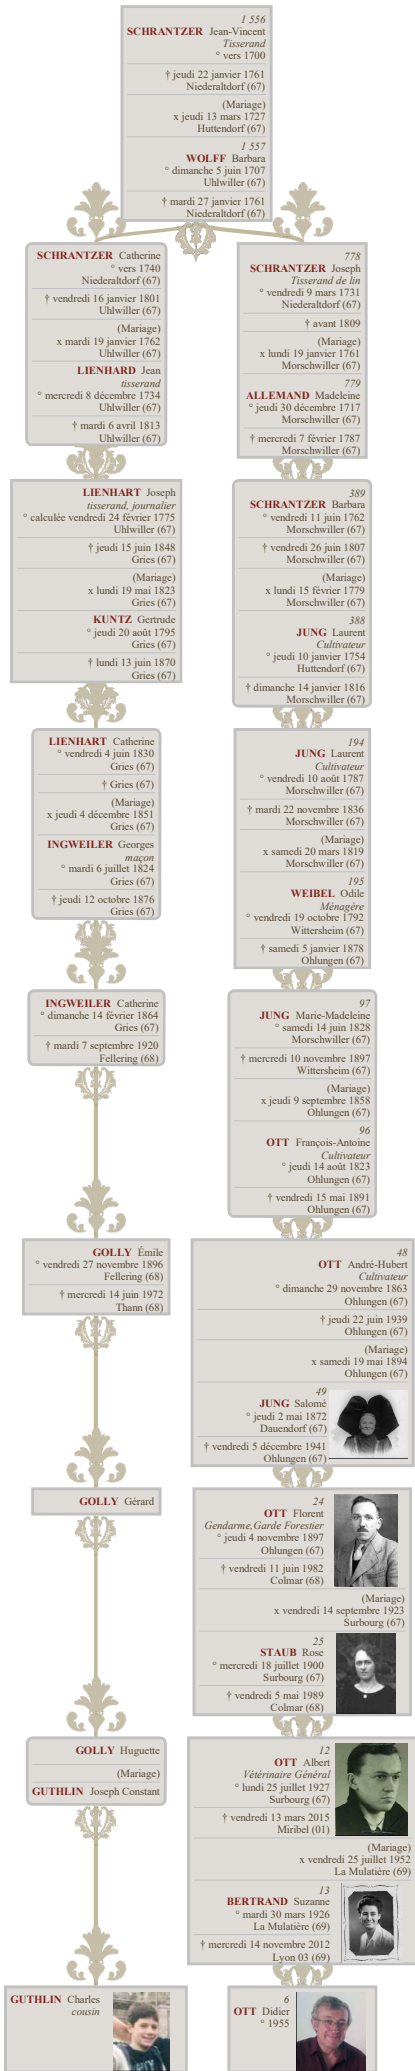 1 556
SCHRANTZER Jean-Vincent
Tisserand
° vers 1700
† jeudi 22 janvier 1761
Niederaltdorf (67)
(Mariage)
x jeudi 13 mars 1727
Huttendorf (67)
1 557
WOLFF Barbara
° dimanche 5 juin 1707
Uhlwiller (67)
† mardi 27 janvier 1761
Niederaltdorf (67)
SCHRANTZER Catherine
° vers 1740
Niederaltdorf (67)
† vendredi 16 janvier 1801
Uhlwiller (67)
(Mariage)
x mardi 19 janvier 1762
Uhlwiller (67)
LIENHARD Jean
tisserand
° mercredi 8 décembre 1734
Uhlwiller (67)
† mardi 6 avril 1813
Uhlwiller (67)
778
SCHRANTZER Joseph
Tisserand de lin
° vendredi 9 mars 1731
Niederaltdorf (67)
† avant 1809
(Mariage)
x lundi 19 janvier 1761
Morschwiller (67)
779
ALLEMAND Madeleine
° jeudi 30 décembre 1717
Morschwiller (67)
† mercredi 7 février 1787
Morschwiller (67)
LIENHART Joseph
tisserand, journalier
° calculée vendredi 24 février 1775
Uhlwiller (67)
† jeudi 15 juin 1848
Gries (67)
(Mariage)
x lundi 19 mai 1823
Gries (67)
KUNTZ Gertrude
° jeudi 20 août 1795
Gries (67)
† lundi 13 juin 1870
Gries (67)
389
SCHRANTZER Barbara
° vendredi 11 juin 1762
Morschwiller (67)
† vendredi 26 juin 1807
Morschwiller (67)
(Mariage)
x lundi 15 février 1779
Morschwiller (67)
388
JUNG Laurent
Cultivateur
° jeudi 10 janvier 1754
Huttendorf (67)
† dimanche 14 janvier 1816
Morschwiller (67)
LIENHART Catherine
° vendredi 4 juin 1830
Gries (67)
† Gries (67)
(Mariage)
x jeudi 4 décembre 1851
Gries (67)
INGWEILER Georges
maçon
° mardi 6 juillet 1824
Gries (67)
† jeudi 12 octobre 1876
Gries (67)
194
JUNG Laurent
Cultivateur
° vendredi 10 août 1787
Morschwiller (67)
† mardi 22 novembre 1836
Morschwiller (67)
(Mariage)
x samedi 20 mars 1819
Morschwiller (67)
195
WEIBEL Odile
Ménagère
° vendredi 19 octobre 1792
Wittersheim (67)
† samedi 5 janvier 1878
Ohlungen (67)
INGWEILER Catherine
° dimanche 14 février 1864
Gries (67)
† mardi 7 septembre 1920
Fellering (68)
97
JUNG Marie-Madeleine
° samedi 14 juin 1828
Morschwiller (67)
† mercredi 10 novembre 1897
Wittersheim (67)
(Mariage)
x jeudi 9 septembre 1858
Ohlungen (67)
96
OTT François-Antoine
Cultivateur
° jeudi 14 août 1823
Ohlungen (67)
† vendredi 15 mai 1891
Ohlungen (67)
GOLLY Émile
° vendredi 27 novembre 1896
Fellering (68)
† mercredi 14 juin 1972
Thann (68)
48
OTT André-Hubert
Cultivateur
° dimanche 29 novembre 1863
Ohlungen (67)
† jeudi 22 juin 1939
Ohlungen (67)
(Mariage)
x samedi 19 mai 1894
Ohlungen (67)
49
JUNG Salomé
° jeudi 2 mai 1872
Dauendorf (67)
† vendredi 5 décembre 1941
Ohlungen (67)
GOLLY Gérard
24
OTT Florent
Gendarme,Garde Forestier
° jeudi 4 novembre 1897
Ohlungen (67)
† vendredi 11 juin 1982
Colmar (68)
(Mariage)
x vendredi 14 septembre 1923
Surbourg (67)
25
STAUB Rose
° mercredi 18 juillet 1900
Surbourg (67)
† vendredi 5 mai 1989
Colmar (68)
GOLLY Huguette
(Mariage)
GUTHLIN Joseph Constant
12
OTT Albert
Vétérinaire Général
° lundi 25 juillet 1927
Surbourg (67)
† vendredi 13 mars 2015
Miribel (01)
(Mariage)
x vendredi 25 juillet 1952
La Mulatière (69)
13
BERTRAND Suzanne
° mardi 30 mars 1926
La Mulatière (69)
† mercredi 14 novembre 2012
Lyon 03 (69)
GUTHLIN Charles
cousin
6
OTT Didier
° 1955